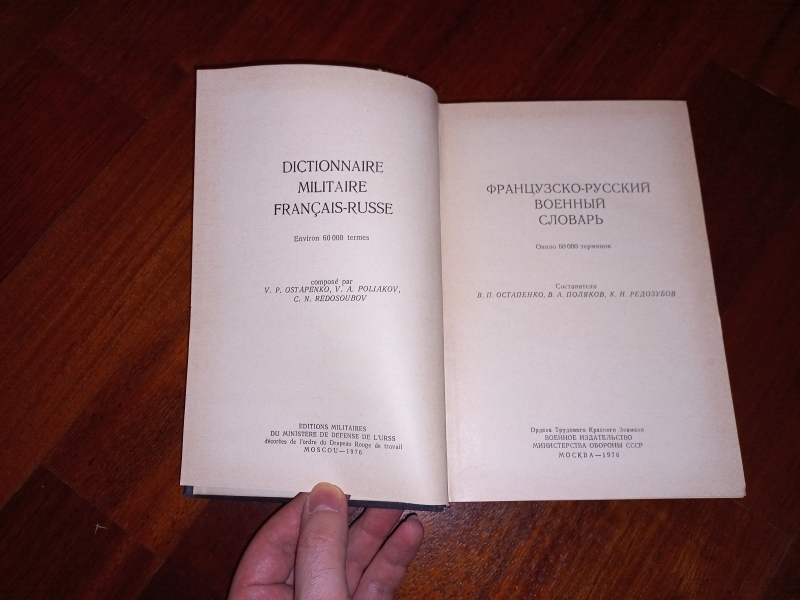 DICTIONNAIRE
MILITAIRE
FRANÇAIS-RUSSE
Environ 60 000 termes
composé par
V. P. OSTAPENKO, V. A. POLIAKOV,
C. N. REDOSOUBOV
EDITIONS MILITAIRES
DU MINISTERE DE DEFENSE DE L'URSS
décorées de l'ordre du Drapeau Rouge de travail
MOSCOU—1976
ФРАНЦУЗСКО-РУССКИЙ
ВОЕННЫЙ
СЛОВАРЬ
Около 60 000 терминов
Составители
В. П. ОСТАПЕНКО, В. А. ПОЛЯКОВ, К. Н. РЕДОЗУБОВ
Ордена Трудового Красного Знамени
ВОЕННОЕ ИЗДАТЕЛЬСТВО
МИНИСТЕРСТВА ОБОРОНЫ СССР
МОСКВА—1976